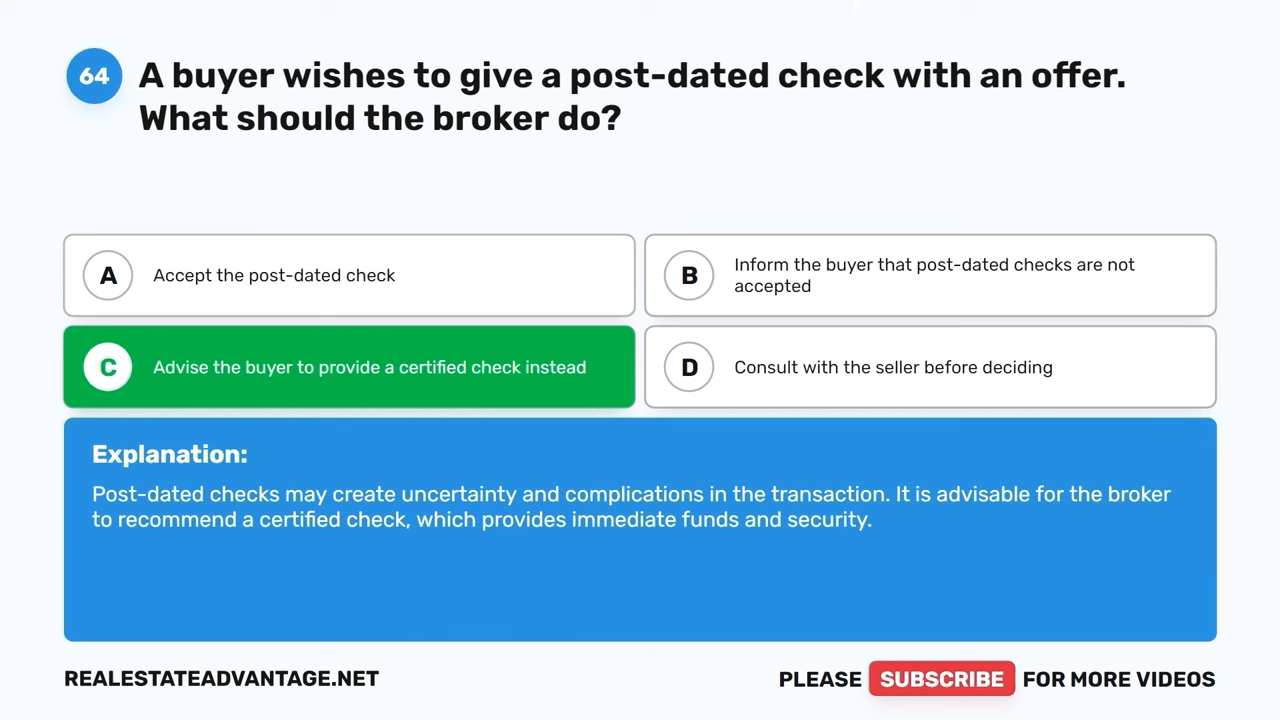 64
A buyer wishes to give a post-dated check with an offer.
What should the broker do?
A
Accept the post-dated check
B
Inform the buyer that post-dated checks are not
accepted
C
Advise the buyer to provide a certified check instead
D
Consult with the seller before deciding
Explanation:
Post-dated checks may create uncertainty and complications in the transaction. It is advisable for the broker
to recommend a certified check, which provides immediate funds and security.
REALESTATEADVANTAGE.NET
PLEASE SUBSCRIBE FOR MORE VIDEOS